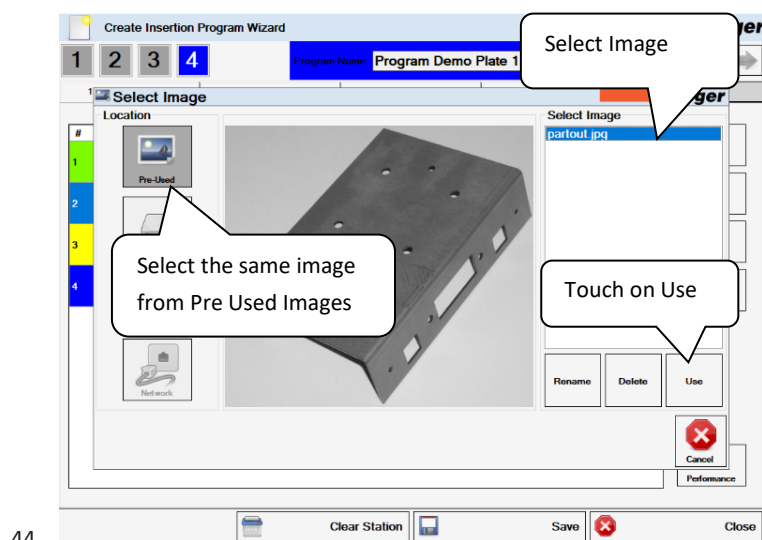 Create Insertion Program Wizard
ger
1 2 3 4
Program Name Program Demo Plate 1
Select Image
1
Select Image
ger
Location
Select Image
#
Pre-Used
partout.jpg
1
2
3
4
Select the same image
from Pre Used Images
Touch on Use
Network
Rename
Delete
Use
Cancel
Performance
Clear Station
Save
Close
44